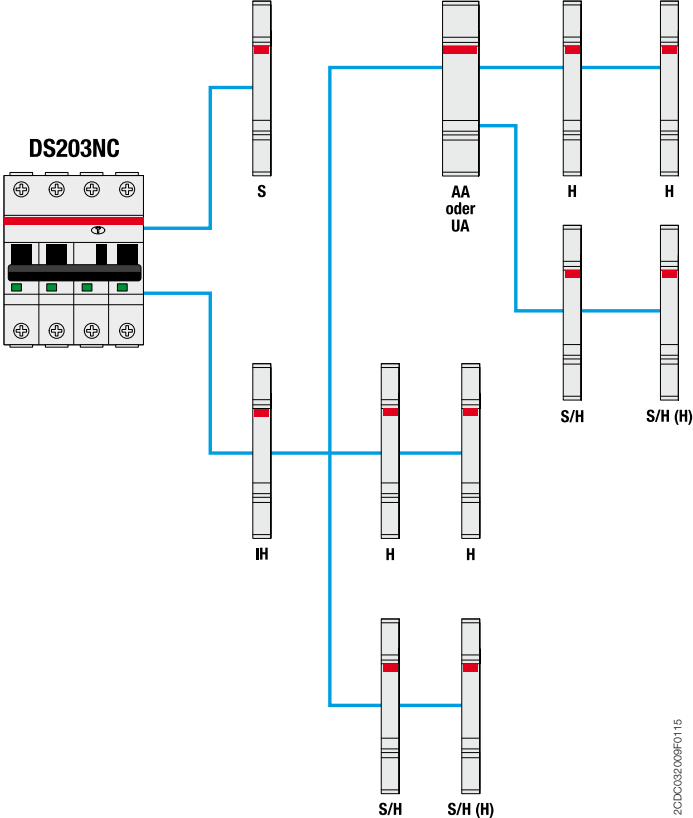 DS203NC
S
AA
oder
UA
H
H
S/H
S/H (H)
IH
H
H
S/H
S/H (H)
2CDC032009F0115